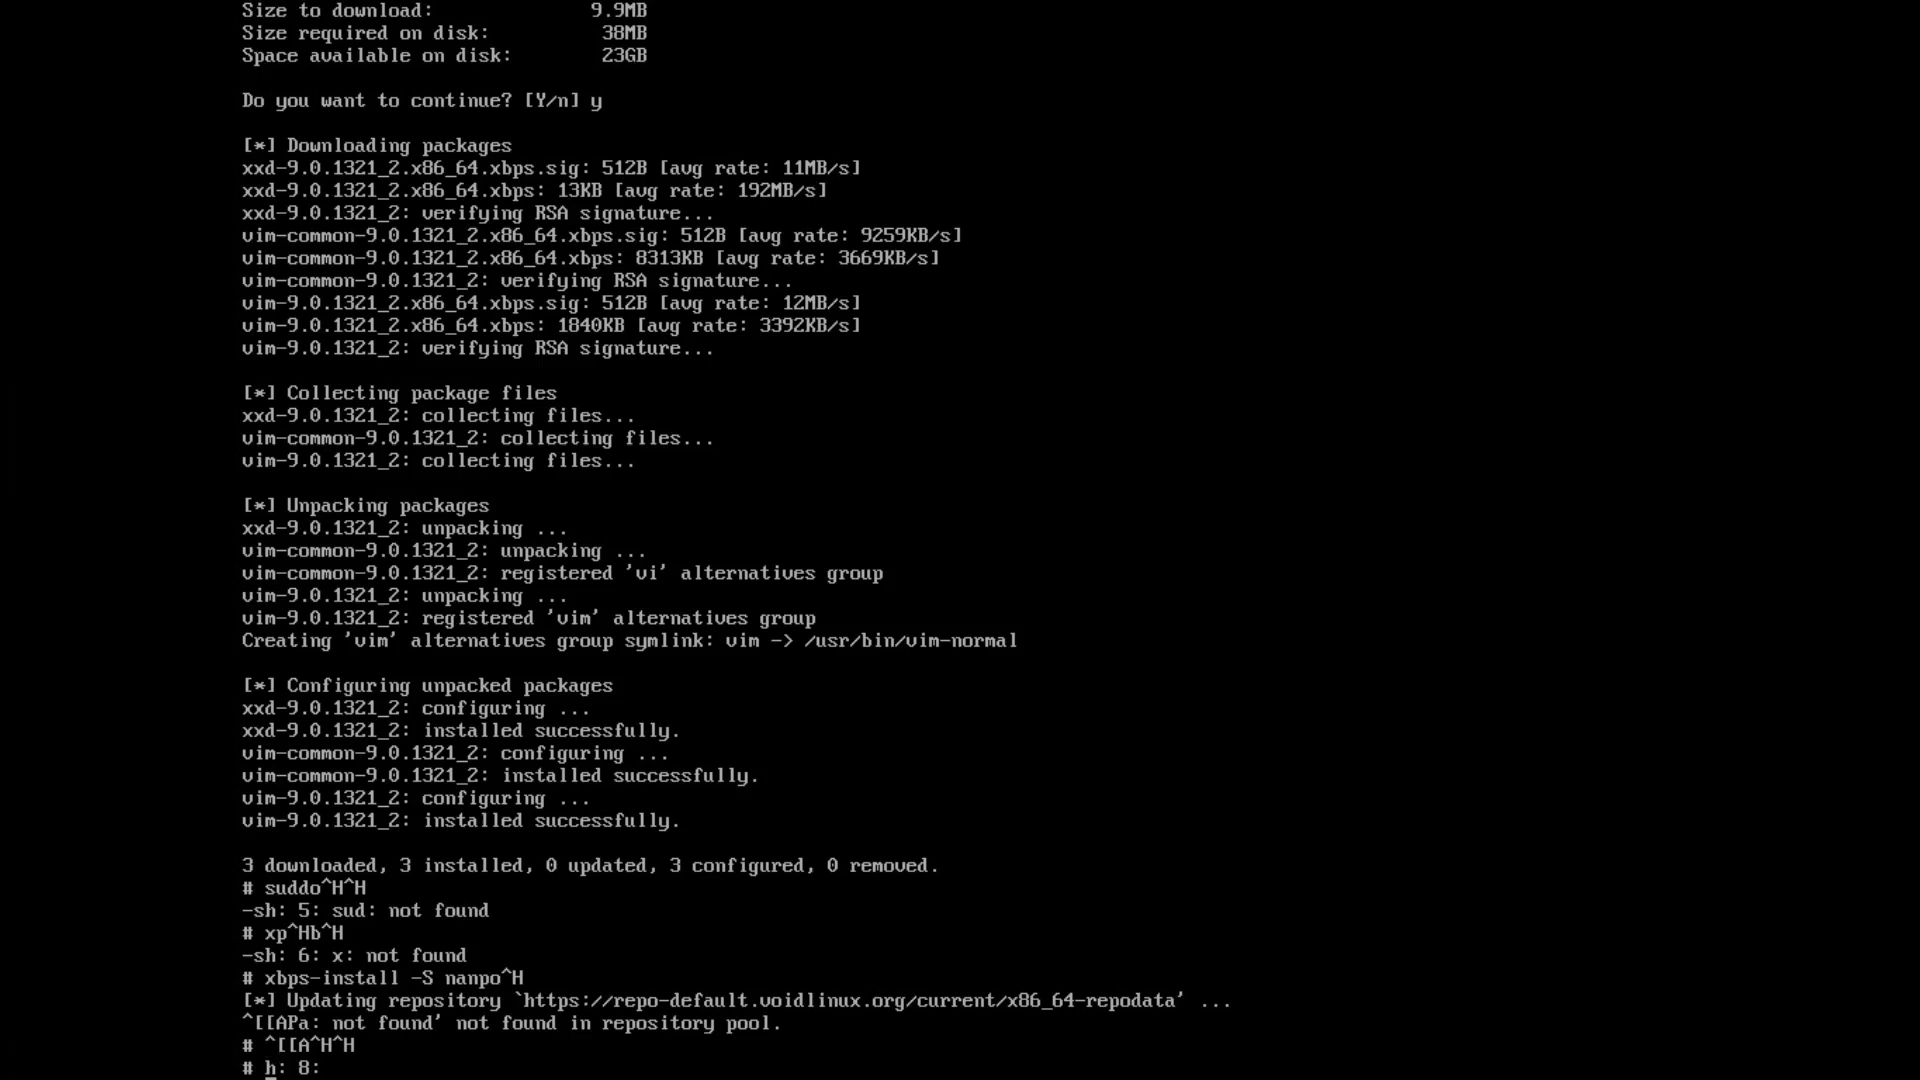 Size to download:              9.9MB
Size required on disk:          38MB
Space available on disk:        23GB
Do you want to continue? [Y/n] y
[*] Downloading packages
xxd-9.0.1321_2.x86_64.xbps.sig: 512B [avg rate: 11MB/s]
xxd-9.0.1321_2.x86_64.xbps: 13KB [avg rate: 192MB/s]
xxd-9.0.1321_2: verifying RSA signature...
vim-common-9.0.1321_2.x86_64.xbps.sig: 512B [avg rate: 9259KB/s]
vim-common-9.0.1321_2.x86_64.xbps: 8313KB [avg rate: 3669KB/s]
vim-common-9.0.1321_2: verifying RSA signature...
vim-9.0.1321_2.x86_64.xbps.sig: 512B [avg rate: 12MB/s]
vim-9.0.1321_2.x86_64.xbps: 1840KB [avg rate: 3392KB/s]
vim-9.0.1321_2: verifying RSA signature...
[*] Collecting package files
xxd-9.0.1321_2: collecting files...
vim-common-9.0.1321_2: collecting files...
vim-9.0.1321_2: collecting files...
[*] Unpacking packages
xxd-9.0.1321_2: unpacking ...
vim-common-9.0.1321_2: unpacking ...
vim-common-9.0.1321_2: registered 'vi' alternatives group
vim-9.0.1321_2: unpacking ...
vim-9.0.1321_2: registered 'vim' alternatives group
Creating 'vim' alternatives group symlink: vim -> /usr/bin/vim-normal
[*] Configuring unpacked packages
xxd-9.0.1321_2: configuring ...
xxd-9.0.1321_2: installed successfully.
vim-common-9.0.1321_2: configuring ...
vim-common-9.0.1321_2: installed successfully.
vim-9.0.1321_2: configuring ...
vim-9.0.1321_2: installed successfully.
3 downloaded, 3 installed, 0 updated, 3 configured, 0 removed.
# suddo^H^H
-sh: 5: sud: not found
# xp^Hb^H
-sh: 6: x: not found
# xbps-install -S nanpo^H
[*] Updating repository `https://repo-default.voidlinux.org/current/x86_64-repodata' ...
^[[APa: not found' not found in repository pool.
# ^[[A^H^H
# h: 8: